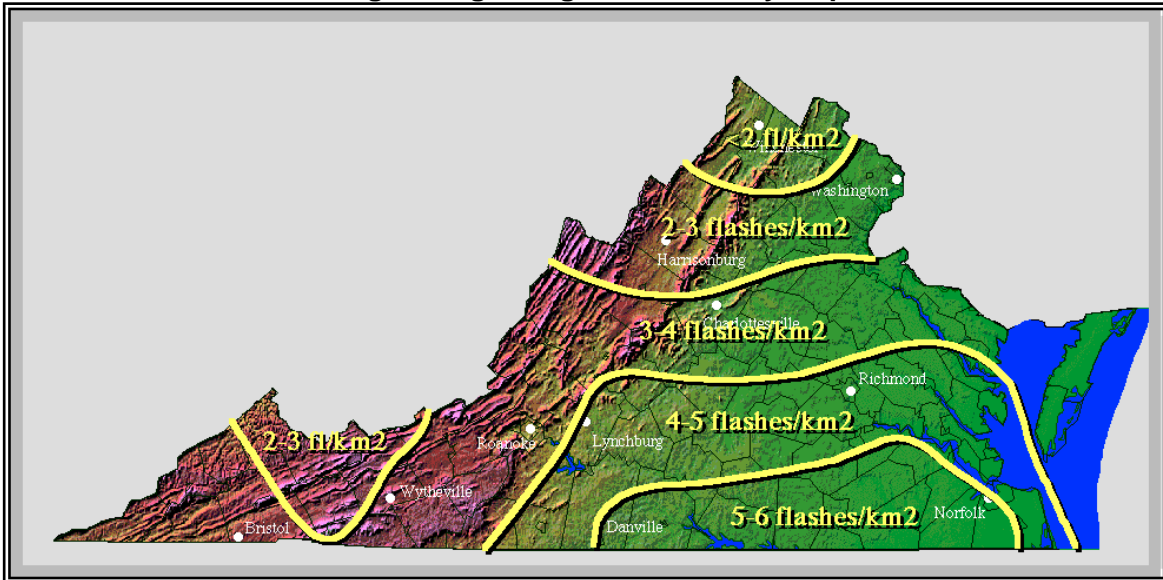 <2 fl/km2
Winchester
Washington
2-3 flashes/km2
Harrisonburg
Charlottesville
3-4 flashes/km2
Richmond
4-5 flashes/km2
2-3 fl/km2
Roanoke
Lynchburg
Wytheville
5-6 flashes/km2
Norfolk
Danville
Bristol